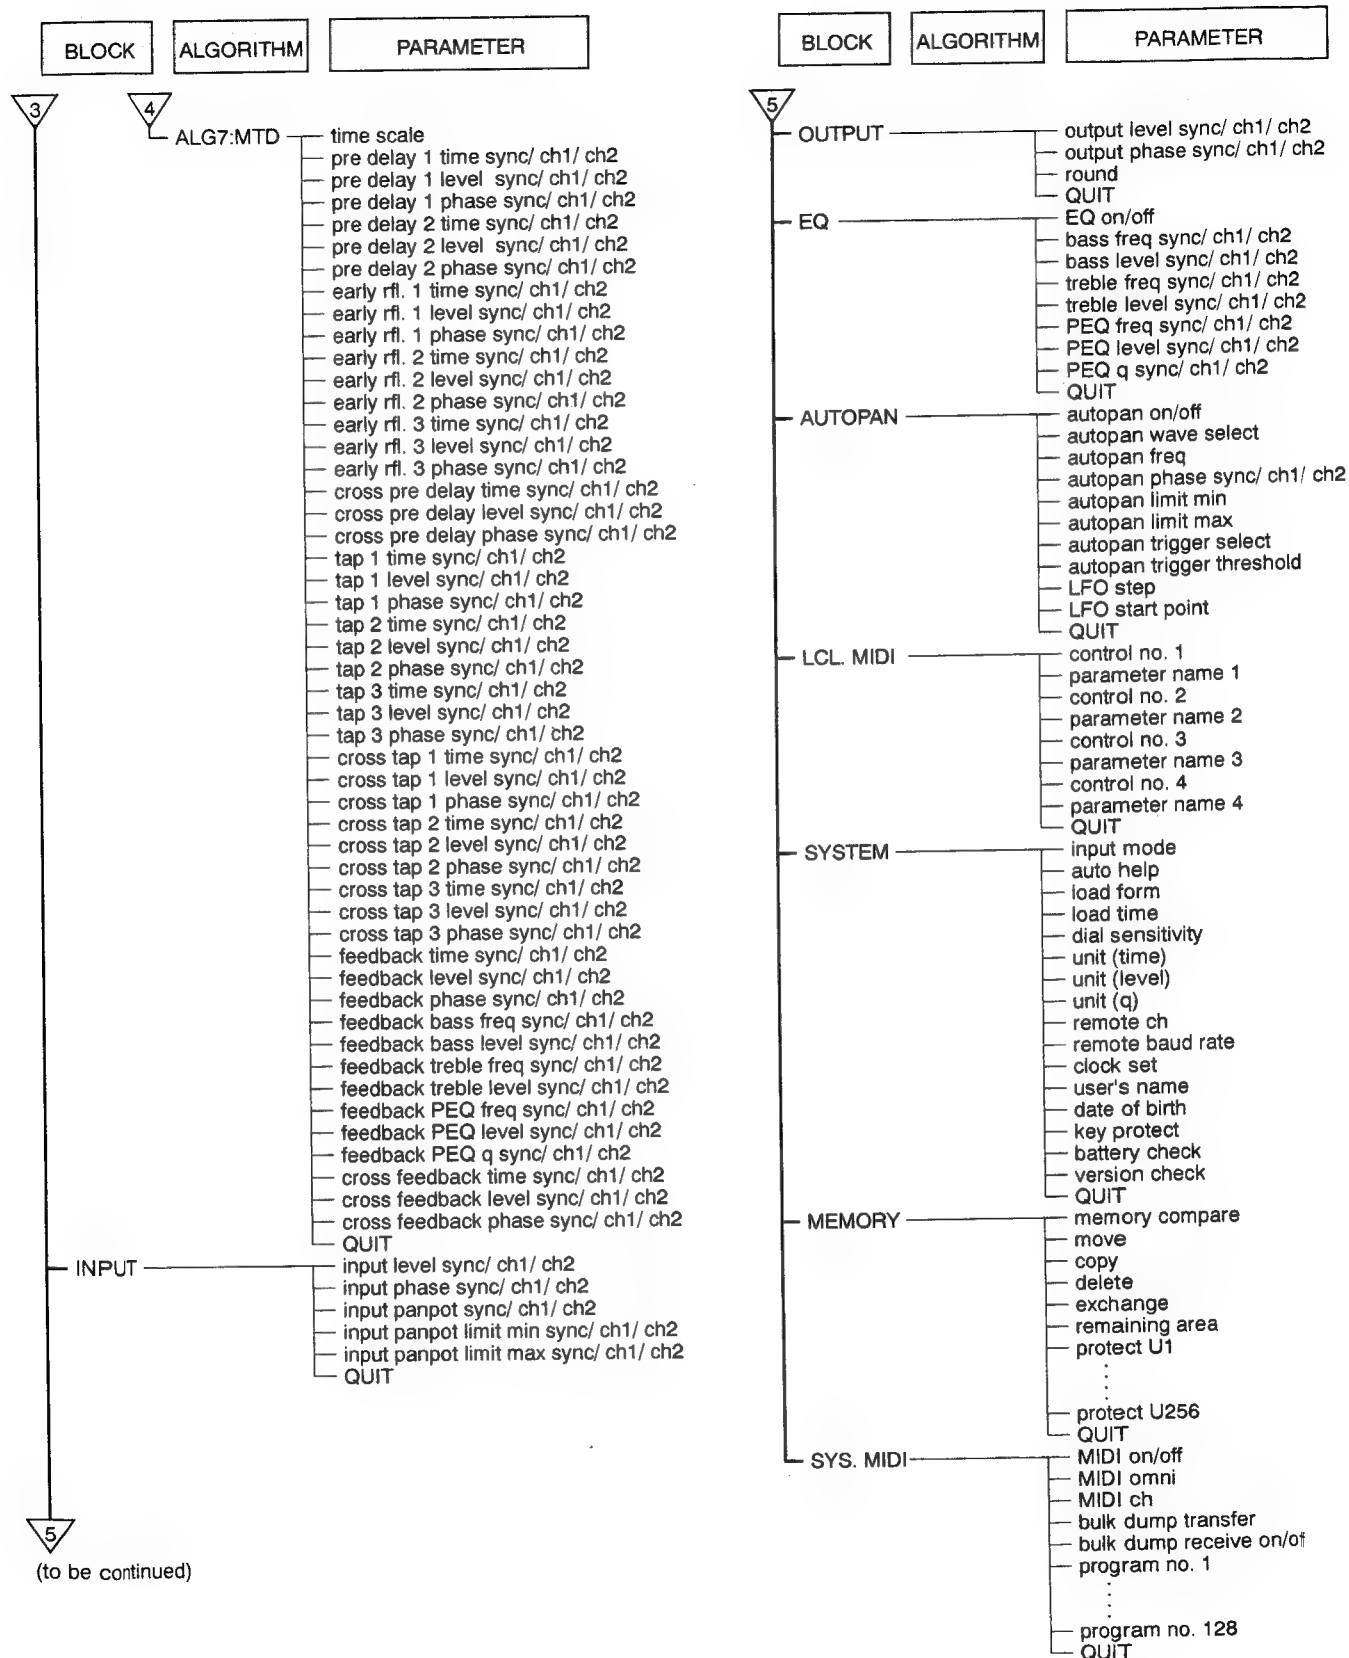 BLOCK ALGORITHM PARAMETER
3 4
ALG7:MTD time scale
pre delay 1 time sync/ ch1/ ch2
pre delay 1 level sync/ ch1/ ch2
pre delay 1 phase sync/ ch1/ ch2
pre delay 2 time sync/ ch1/ ch2
pre delay 2 level sync/ ch1/ ch2
pre delay 2 phase sync/ ch1/ ch2
early rfl. 1 time sync/ ch1/ ch2
early rfl. 1 level sync/ ch1/ ch2
early rfl. 1 phase sync/ ch1/ ch2
early rfl. 2 time sync/ ch1/ ch2
early rfl. 2 level sync/ ch1/ ch2
early rfl. 2 phase sync/ ch1/ ch2
early rfl. 3 time sync/ ch1/ ch2
early rfl. 3 level sync/ ch1/ ch2
early rfl. 3 phase sync/ ch1/ ch2
cross pre delay time sync/ ch1/ ch2
cross pre delay level sync/ ch1/ ch2
cross pre delay phase sync/ ch1/ ch2
tap 1 time sync/ ch1/ ch2
tap 1 level sync/ ch1/ ch2
tap 1 phase sync/ ch1/ ch2
tap 2 time sync/ ch1/ ch2
tap 2 level sync/ ch1/ ch2
tap 2 phase sync/ ch1/ ch2
tap 3 time sync/ ch1/ ch2
tap 3 level sync/ ch1/ ch2
tap 3 phase sync/ ch1/ ch2
cross tap 1 time sync/ ch1/ ch2
cross tap 1 level sync/ ch1/ ch2
cross tap 1 phase sync/ ch1/ ch2
cross tap 2 time sync/ ch1/ ch2
cross tap 2 level sync/ ch1/ ch2
cross tap 2 phase sync/ ch1/ ch2
cross tap 3 time sync/ ch1/ ch2
cross tap 3 level sync/ ch1/ ch2
cross tap 3 phase sync/ ch1/ ch2
feedback time sync/ ch1/ ch2
feedback level sync/ ch1/ ch2
feedback phase sync/ ch1/ ch2
feedback bass freq sync/ ch1/ ch2
feedback bass level sync/ ch1/ ch2
feedback treble freq sync/ ch1/ ch2
feedback treble level sync/ ch1/ ch2
feedback PEQ freq sync/ ch1/ ch2
feedback PEQ level sync/ ch1/ ch2
feedback PEQ q sync/ ch1/ ch2
cross feedback time sync/ ch1/ ch2
cross feedback level sync/ ch1/ ch2
cross feedback phase sync/ ch1/ ch2
QUIT
INPUT input level sync/ ch1/ ch2
input phase sync/ ch1/ ch2
input panpot sync/ ch1/ ch2
input panpot limit min sync/ ch1/ ch2
input panpot limit max sync/ ch1/ ch2
QUIT
5
(to be continued)
BLOCK ALGORITHM PARAMETER
5
OUTPUT output level sync/ ch1/ ch2
output phase sync/ ch1/ ch2
round
QUIT
EQ EQ on/off
bass freq sync/ ch1/ ch2
bass level sync/ ch1/ ch2
treble freq sync/ ch1/ ch2
treble level sync/ ch1/ ch2
PEQ freq sync/ ch1/ ch2
PEQ level sync/ ch1/ ch2
PEQ q sync/ ch1/ ch2
QUIT
AUTOPAN autopan on/off
autopan wave select
autopan freq
autopan phase sync/ ch1/ ch2
autopan limit min
autopan limit max
autopan trigger select
autopan trigger threshold
LFO step
LFO start point
QUIT
LCL. MIDI control no. 1
parameter name 1
control no. 2
parameter name 2
control no. 3
parameter name 3
control no. 4
parameter name 4
QUIT
SYSTEM input mode
auto help
load form
load time
dial sensitivity
unit (time)
unit (level)
unit (q)
remote ch
remote baud rate
clock set
user's name
date of birth
key protect
battery check
version check
QUIT
MEMORY memory compare
move
copy
delete
exchange
remaining area
protect U1
protect U256
QUIT
SYS. MIDI MIDI on/off
MIDI omni
MIDI ch
bulk dump transfer
bulk dump receive on/of
program no. 1
program no. 128
QUIT